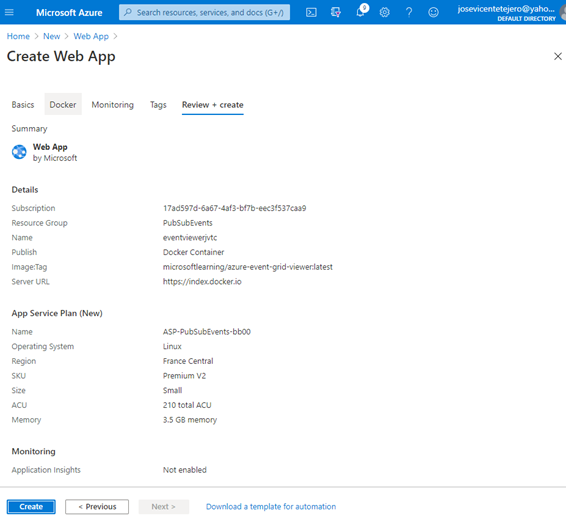 Microsoft Azure
Search resources, services, and docs (G+/)
9
josevicentetejero@yaho...
DEFAULT DIRECTORY
Home > New > Web App >
Create Web App
Basics Docker Monitoring Tags Review + create
Summary
Web App
by Microsoft
Details
Subscription 17ad597d-6a67-4af3-bf7b-eec3f537caa9
Resource Group PubSubEvents
Name eventviewerjvtc
Publish Docker Container
Image:Tag microsoftlearning/azure-event-grid-viewer:latest
Server URL https://index.docker.io
App Service Plan (New)
Name ASP-PubSubEvents-bb00
Operating System Linux
Region France Central
SKU Premium V2
Size Small
ACU 210 total ACU
Memory 3.5 GB memory
Monitoring
Application Insights Not enabled
Create < Previous Next > Download a template for automation